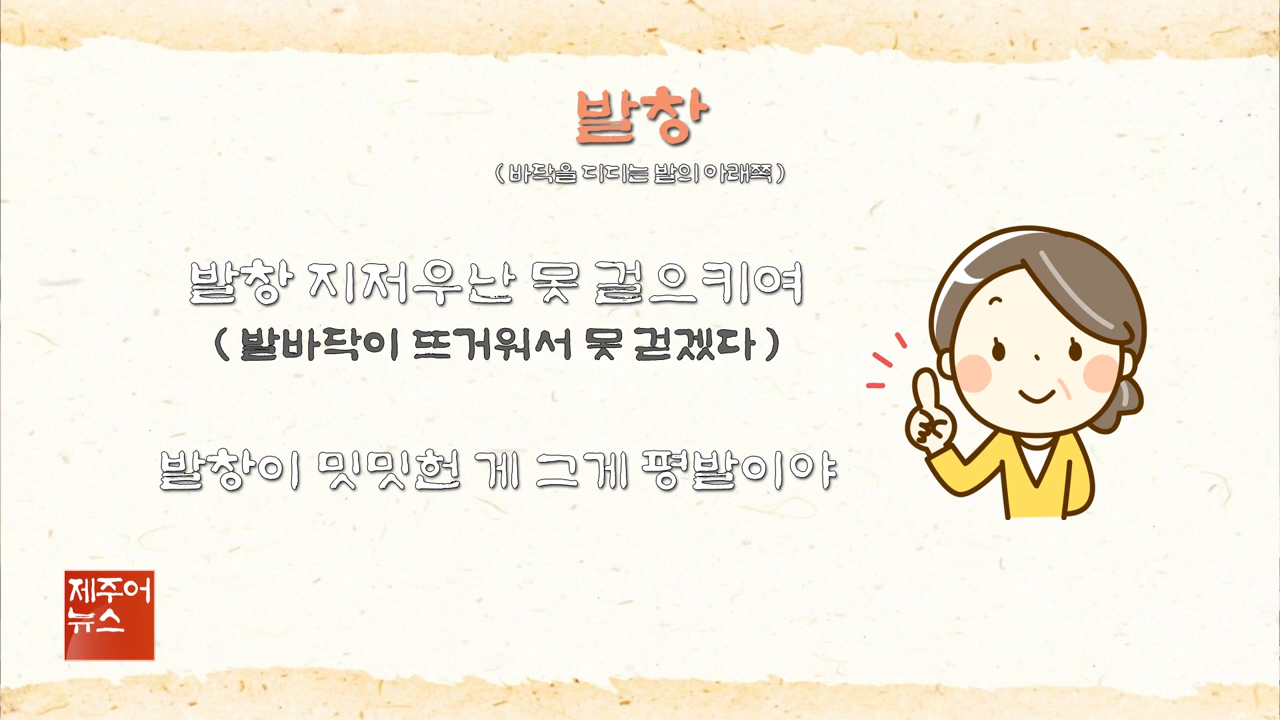 발창
( 바닥을 디디는 발의 아래쪽 )
발창 지저우난 못 걸으키여
( 발바닥이 뜨거워서 못 걷겠다 )
발창이 밋밋헌 게 그게 평발이야
제주어
뉴스